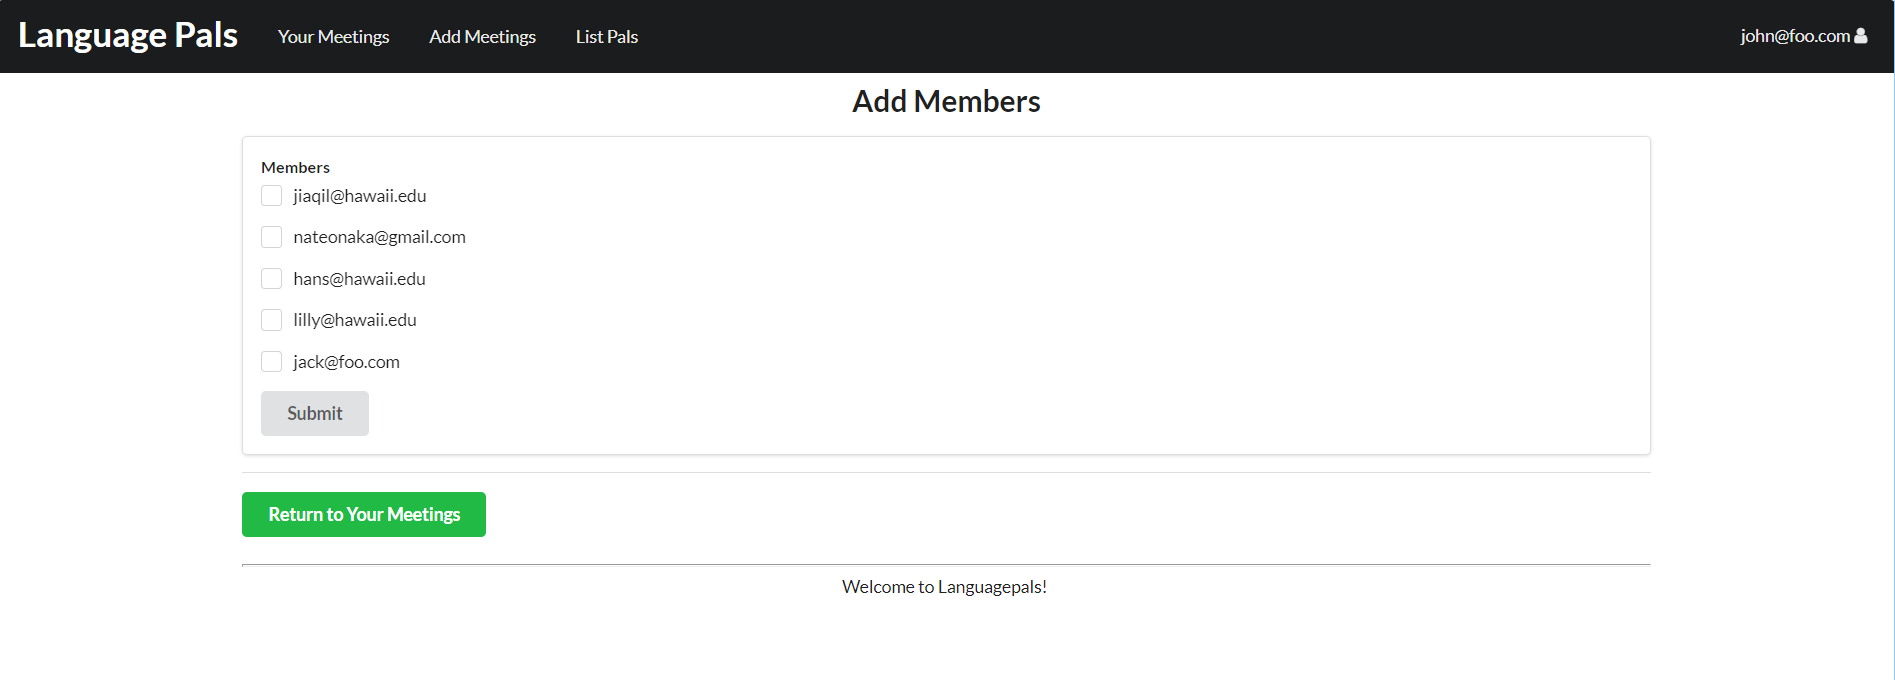 Language Pals Your Meetings Add Meetings List Pals john@foo.com
Add Members
Members
jiaqil@hawaii.edu
nateonaka@gmail.com
hans@hawaii.edu
lilly@hawaii.edu
jack@foo.com
Submit
Return to Your Meetings
Welcome to Languagepals!